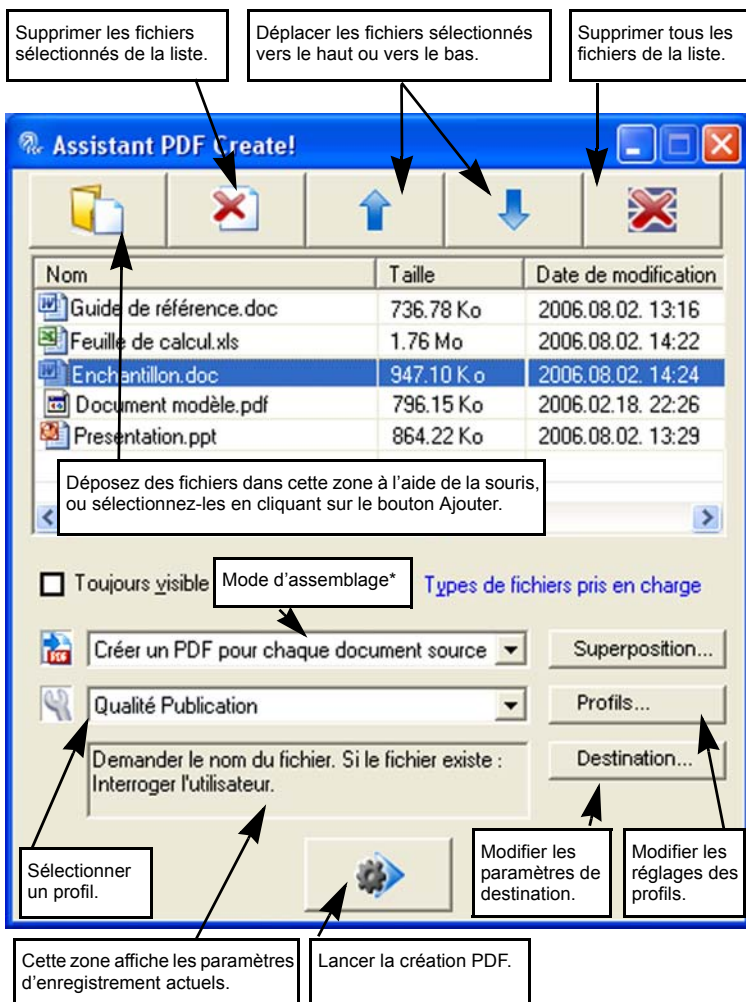 Supprimer les fichiers
sélectionnés de la liste.
Déplacer les fichiers sélectionnés
vers le haut ou vers le bas.
Supprimer tous les
fichiers de la liste.
Assistant PDF Create!
Nom Taille Date de modification
Guide de référence.doc 736.78 Ko 2006.08.02. 13:16
Feuille de calcul.xls 1.76 Mo 2006.08.02. 14:22
Enchantillon.doc 947.10 Ko 2006.08.02. 14:24
Document modèle.pdf 796.15 Ko 2006.02.18. 22:26
Presentation.ppt 864.22 Ko 2006.08.02. 13:29
Déposez des fichiers dans cette zone à l'aide de la souris,
ou sélectionnez-les en cliquant sur le bouton Ajouter.
Toujours visible
Mode d'assemblage*
Types de fichiers pris en charge
PDF
Créer un PDF pour chaque document source
Superposition...
Qualité Publication
Profils...
Demander le nom du fichier. Si le fichier existe :
Interroger l'utilisateur.
Destination...
Sélectionner
un profil.
Modifier les
paramètres de
destination.
Modifier les
réglages des
profils.
Cette zone affiche les paramètres
d'enregistrement actuels.
Lancer la création PDF.